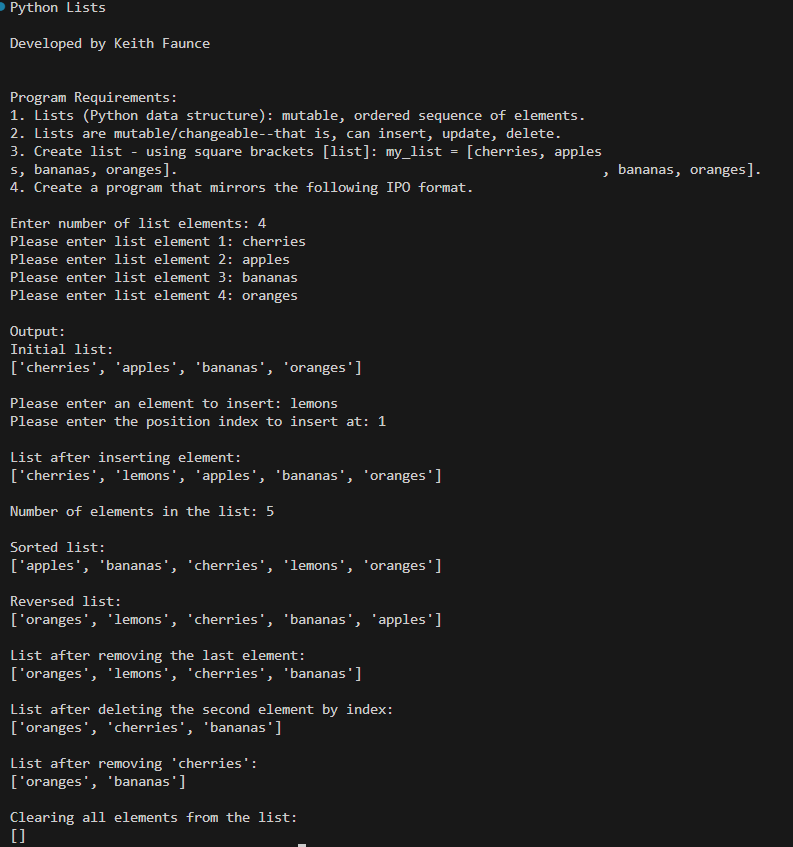 Python Lists
Developed by Keith Faunce
Program Requirements:
1. Lists (Python data structure): mutable, ordered sequence of elements.
2. Lists are mutable/changeable--that is, can insert, update, delete.
3. Create list - using square brackets [list]: my_list = [cherries, apples
s, bananas, oranges].                                                     , bananas, oranges].
4. Create a program that mirrors the following IPO format.
Enter number of list elements: 4
Please enter list element 1: cherries
Please enter list element 2: apples
Please enter list element 3: bananas
Please enter list element 4: oranges
Output:
Initial list:
['cherries', 'apples', 'bananas', 'oranges']
Please enter an element to insert: lemons
Please enter the position index to insert at: 1
List after inserting element:
['cherries', 'lemons', 'apples', 'bananas', 'oranges']
Number of elements in the list: 5
Sorted list:
['apples', 'bananas', 'cherries', 'lemons', 'oranges']
Reversed list:
['oranges', 'lemons', 'cherries', 'bananas', 'apples']
List after removing the last element:
['oranges', 'lemons', 'cherries', 'bananas']
List after deleting the second element by index:
['oranges', 'cherries', 'bananas']
List after removing 'cherries':
['oranges', 'bananas']
Clearing all elements from the list:
[]